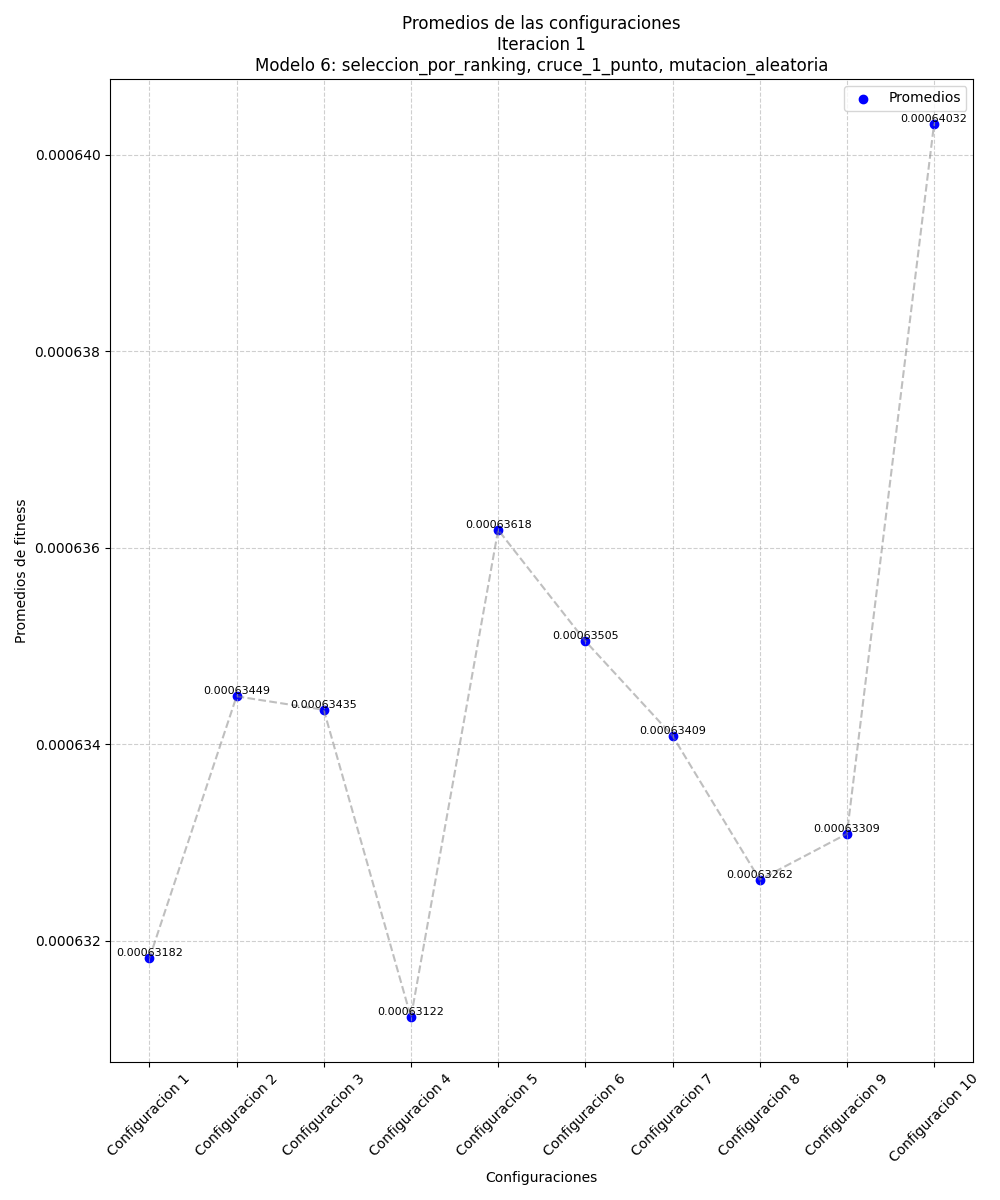 Promedios de las configuraciones
Iteracion 1
Modelo 6: seleccion_por_ranking, cruce_1_punto, mutacion_aleatoria
Promedios
0.00064032
0.000640
0.000638
0.00063618
0.000636
0.00063505
0.00063449
0.00063435
0.00063409
0.000634
0.00063309
0.00063262
0.00063182
0.000632
0.00063122
Promedios de fitness
Configuracion 1
Configuracion 2
Configuracion 3
Configuracion 4
Configuracion 5
Configuracion 6
Configuracion 7
Configuracion 8
Configuracion 9
Configuracion 10
Configuraciones